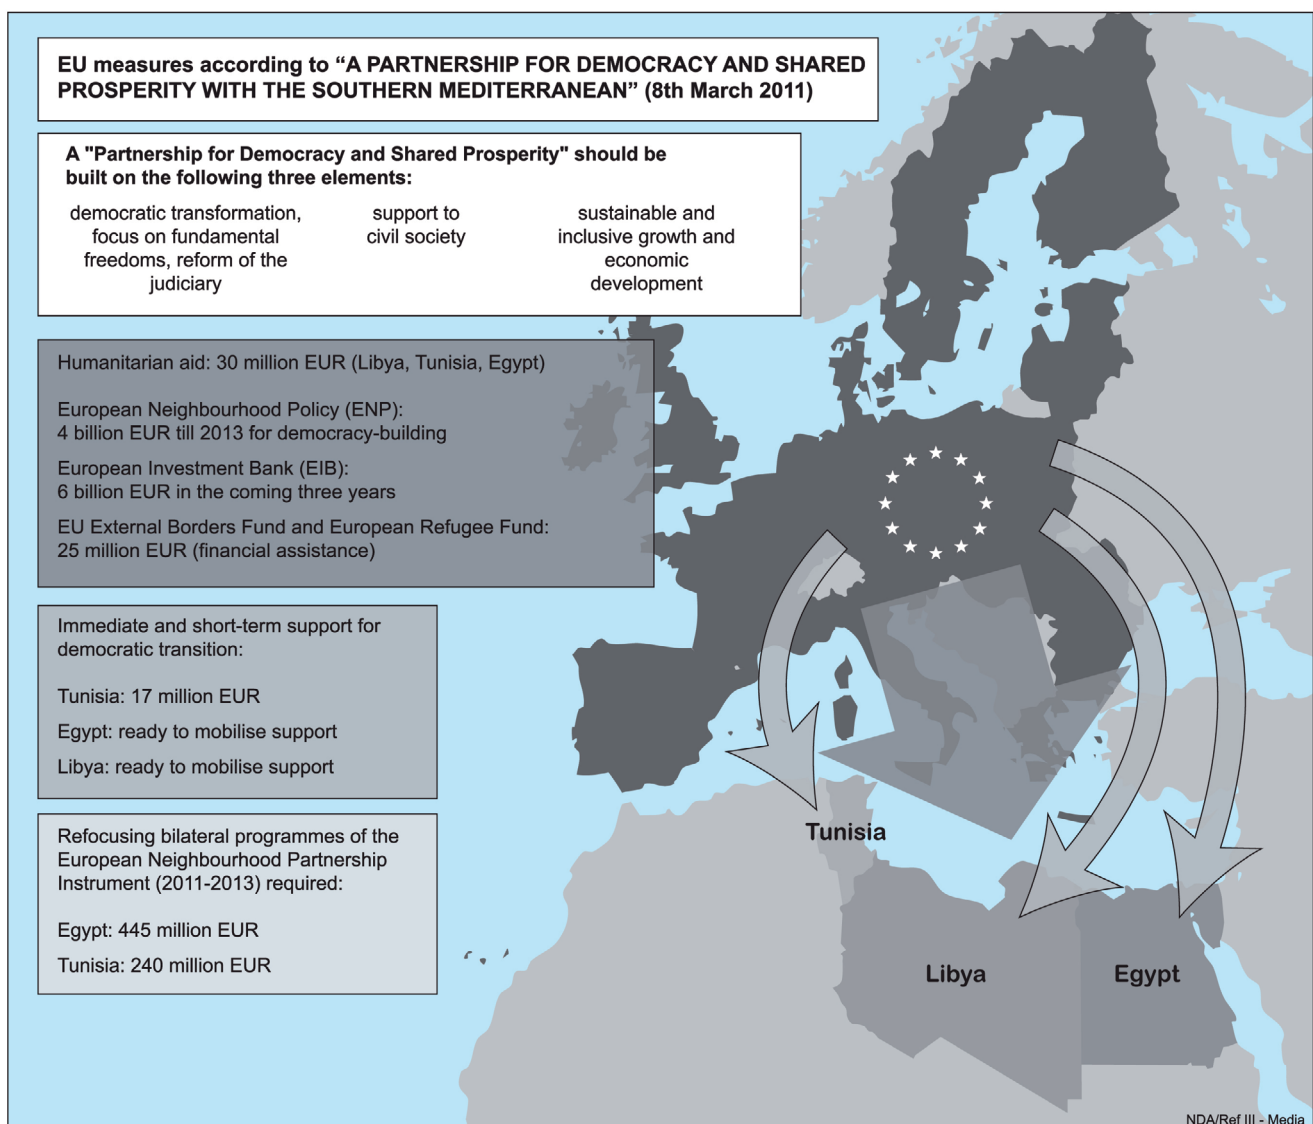 EU measures according to “A PARTNERSHIP FOR DEMOCRACY AND SHARED
PROSPERITY WITH THE SOUTHERN MEDITERRANEAN” (8th March 2011)
A "Partnership for Democracy and Shared Prosperity" should be
built on the following three elements:
democratic transformation,
focus on fundamental
freedoms, reform of the
judiciary
support to
civil society
sustainable and
inclusive growth and
economic
development
Humanitarian aid: 30 million EUR (Libya, Tunisia, Egypt)
European Neighbourhood Policy (ENP):
4 billion EUR till 2013 for democracy-building
European Investment Bank (EIB):
6 billion EUR in the coming three years
EU External Borders Fund and European Refugee Fund:
25 million EUR (financial assistance)
Immediate and short-term support for
democratic transition:
Tunisia: 17 million EUR
Egypt: ready to mobilise support
Libya: ready to mobilise support
Refocusing bilateral programmes of the
European Neighbourhood Partnership
Instrument (2011-2013) required:
Egypt: 445 million EUR
Tunisia: 240 million EUR
Tunisia
Libya
Egypt
NDA/Ref III - Media